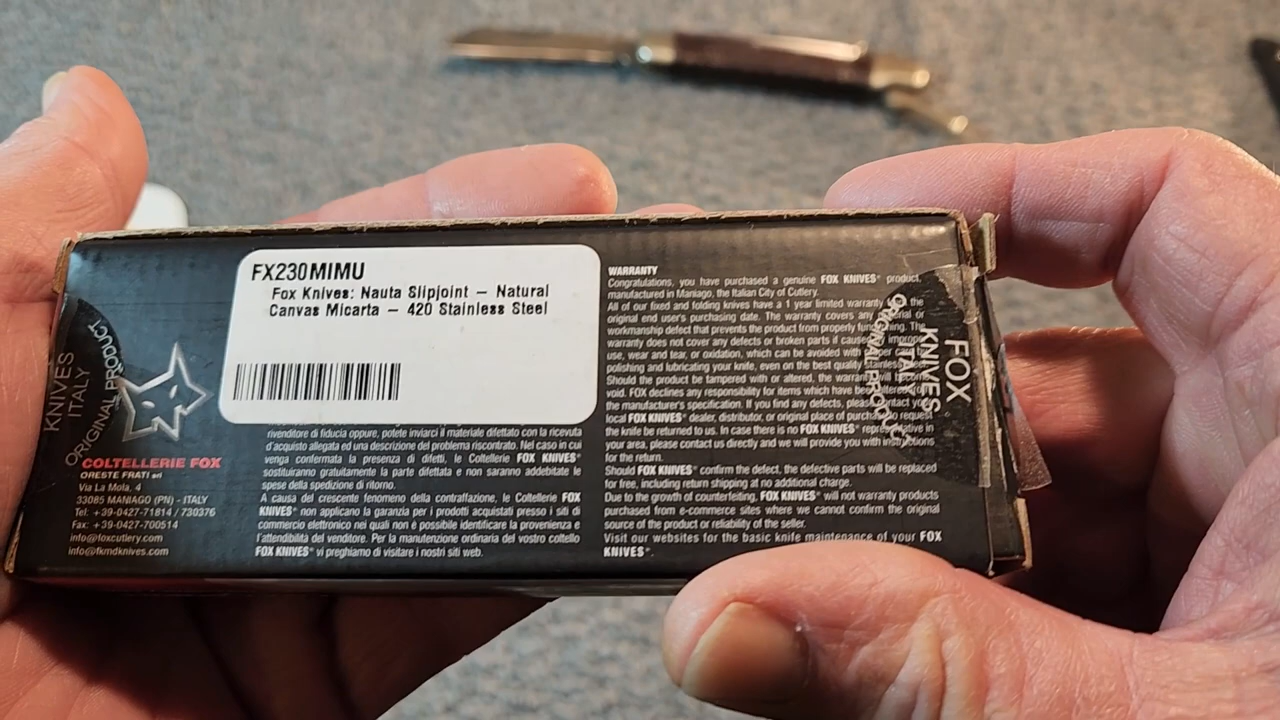 FX230MIMU
Fox Knives: Nauta Slipjoint – Natural
Canvas Micarta – 420 Stainless Steel
KNIVES
ITALY
ORIGINAL PRODUCT
COLTELLERIE FOX
ORESTE FRATI srl
Via La Mola, 4
33085 MANIAGO (PN) - ITALY
Tel: +39-0427-71814 / 730376
Fax: +39-0427-700514
info@foxcutlery.com
info@fkmdknives.com
rivenditore di fiducia oppure, potete inviarci il materiale difettato con la ricevuta
d'acquisto allegata ed una descrizione del problema riscontrato. Nel caso in cui
venga confermata la presenza di difetti, le Coltellerie FOX KNIVES®
sostituiranno gratuitamente la parte difettata e non saranno addebitate le
spese della spedizione di ritorno.
A causa del crescente fenomeno della contraffazione, le Coltellerie FOX
KNIVES® non applicano la garanzia per i prodotti acquistati presso i siti di
commercio elettronico nei quali non è possibile identificare la provenienza e
l'attendibilità del venditore. Per la manutenzione ordinaria del vostro coltello
FOX KNIVES® vi preghiamo di visitare i nostri siti web.
WARRANTY
Congratulations, you have purchased a genuine FOX KNIVES® product,
manufactured in Maniago, the Italian City of Cutlery.
All of our fixed and folding knives have a 1 year limited warranty the
original end user's purchasing date. The warranty covers any or
workmanship defect that prevents the product from properly The
warranty does not cover any defects or broken parts if caused
use, wear and tear, or oxidation, which can be avoided with
polishing and lubricating your knife, even on the best quality stainless
Should the product be tampered with or altered, the warranty will
void. FOX declines any responsibility for items which have been
the manufacturer's specification. If you find any defects, please contact
local FOX KNIVES® dealer, distributor, or original place of to request
the knife be returned to us. In case there is no FOX KNIVES® in
your area, please contact us directly and we will provide you with instructions
for the return.
Should FOX KNIVES® confirm the defect, the defective parts will be replaced
for free, including return shipping at no additional charge.
Due to the growth of counterfeiting, FOX KNIVES® will not warranty products
purchased from e-commerce sites where we cannot confirm the original
source of the product or reliability of the seller.
Visit our websites for the basic knife maintenance of your FOX
KNIVES®.
FOX
KNIVES
ITALY
ORIGINAL PRODUCT